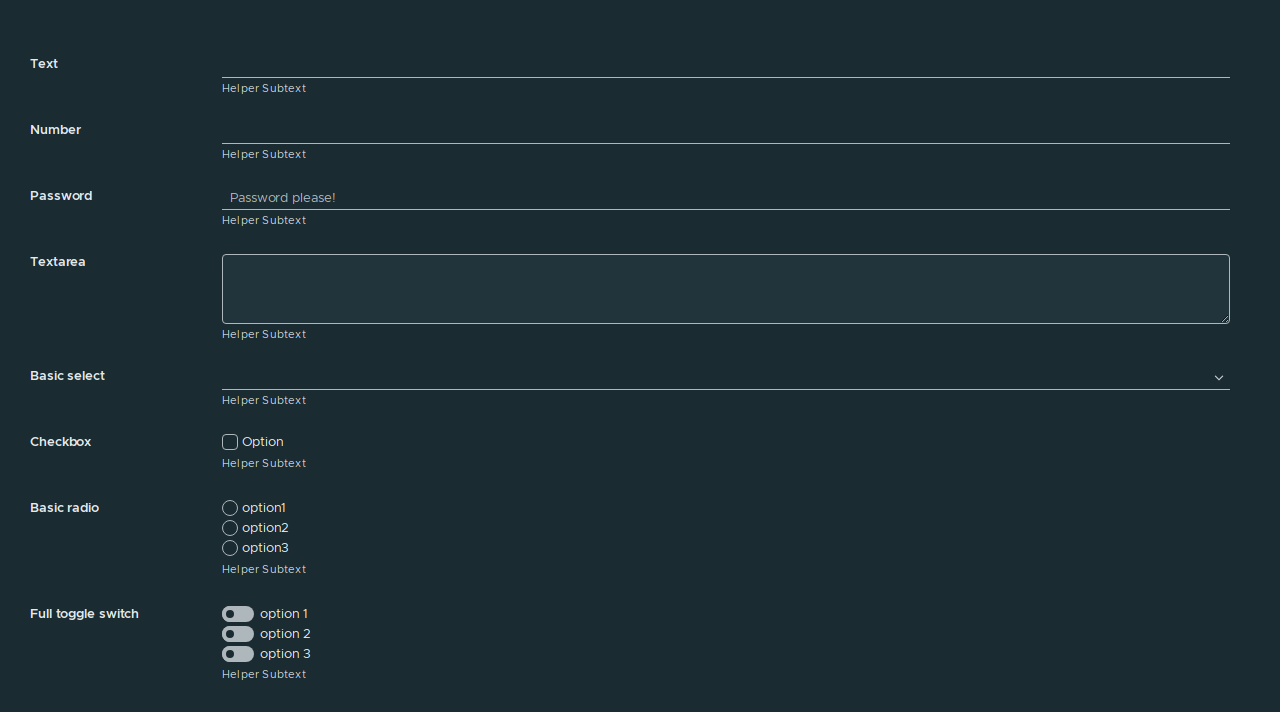 Text
Helper Subtext
Number
Helper Subtext
Password
Password please!
Helper Subtext
Textarea
Helper Subtext
Basic select
Helper Subtext
Checkbox
Option
Helper Subtext
Basic radio
option1
option2
option3
Helper Subtext
Full toggle switch
option 1
option 2
option 3
Helper Subtext